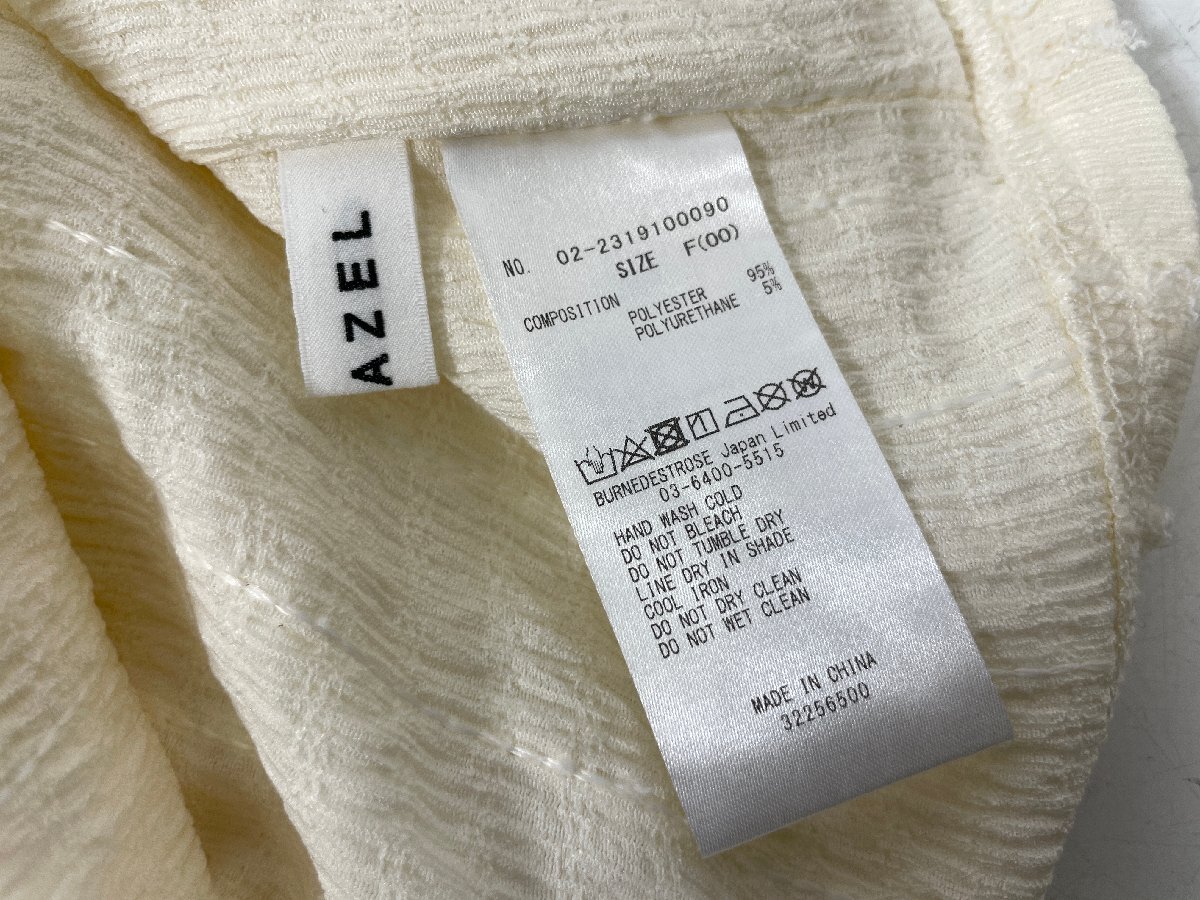 AZEL
NO. 02-2319100090
SIZE F(00)
COMPOSITION POLYESTER 95%
POLYURETHANE 5%
BURNEDESTROSE Japan Limited
03-6400-5515
HAND WASH COLD
DO NOT BLEACH
DO NOT TUMBLE DRY
LINE DRY IN SHADE
COOL IRON
DO NOT DRY CLEAN
DO NOT WET CLEAN
MADE IN CHINA
32256500